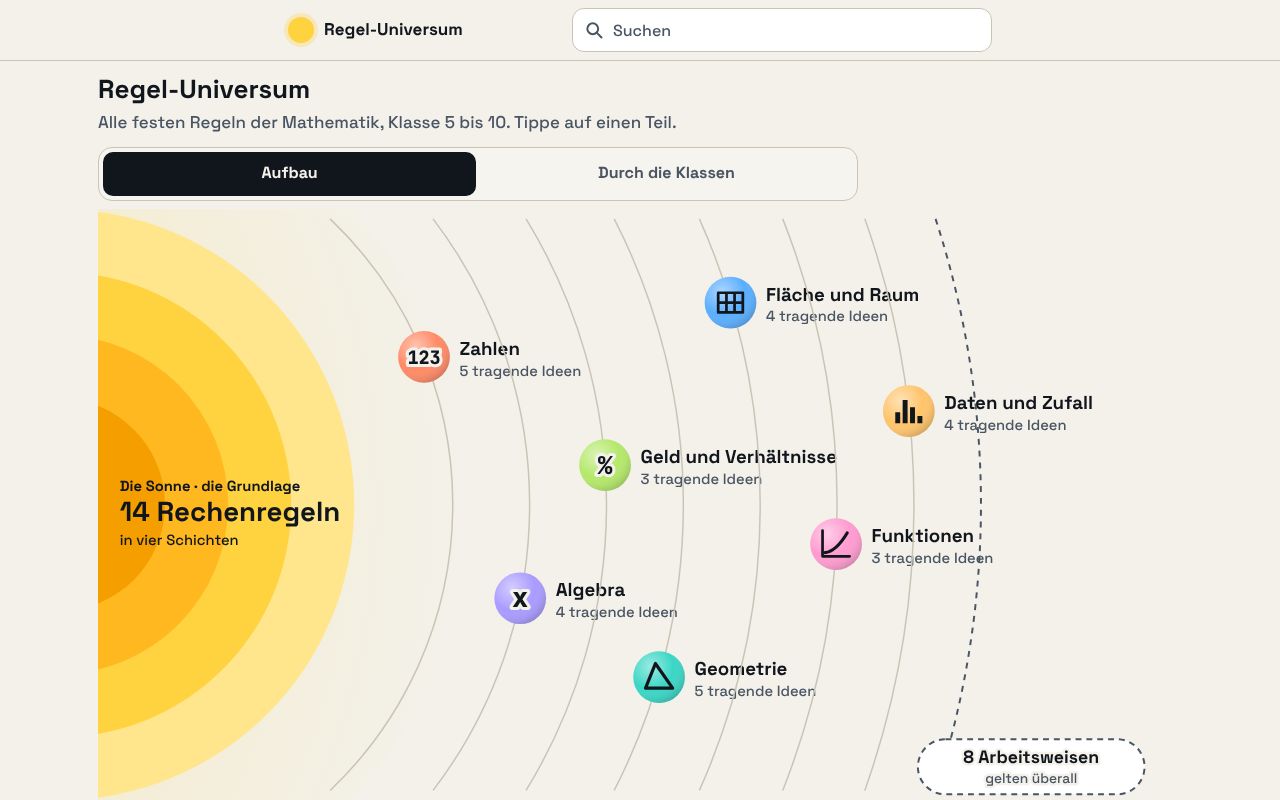 Regel-Universum
Suchen
Regel-Universum
Alle festen Regeln der Mathematik, Klasse 5 bis 10. Tippe auf einen Teil.
Aufbau
Durch die Klassen
Fläche und Raum
4 tragende Ideen
123
Zahlen
5 tragende Ideen
Daten und Zufall
4 tragende Ideen
%
Geld und Verhältnisse
3 tragende Ideen
Die Sonne · die Grundlage
14 Rechenregeln
in vier Schichten
Funktionen
3 tragende Ideen
x
Algebra
4 tragende Ideen
Geometrie
5 tragende Ideen
8 Arbeitsweisen
gelten überall